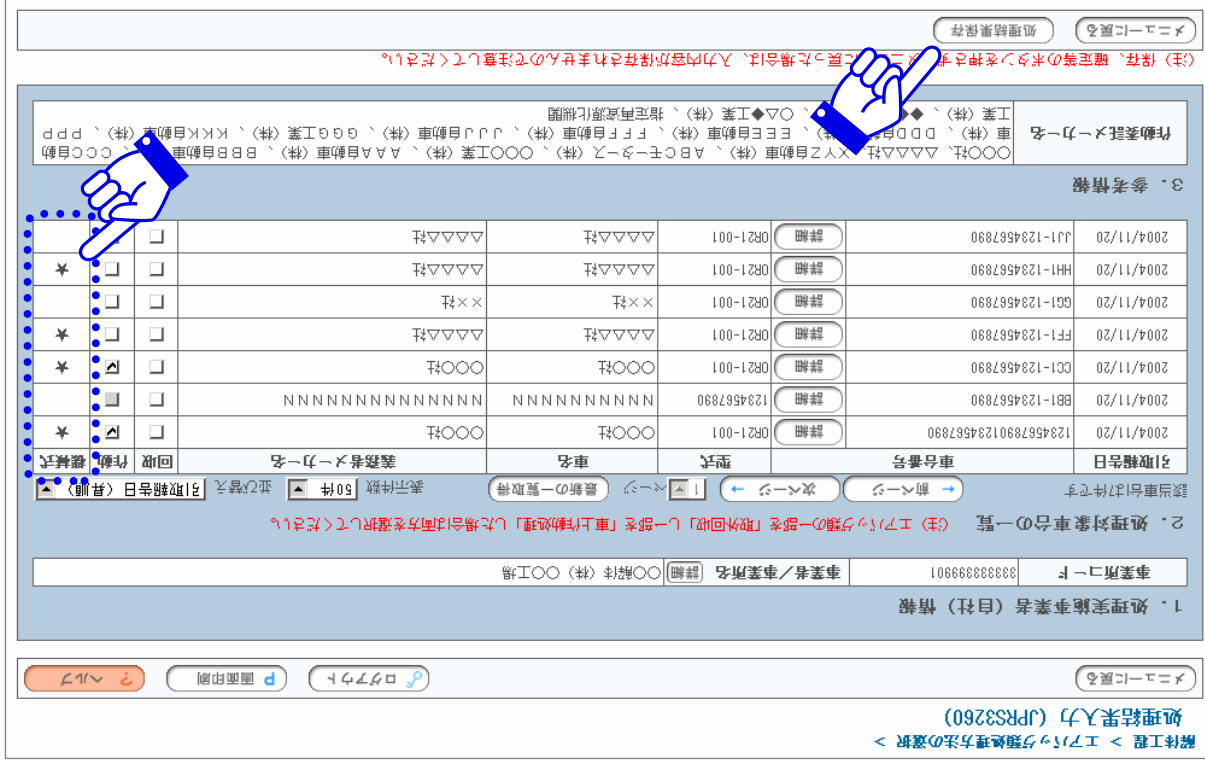 解体工程 > エアバッグ類処理方法の選択 >
処理結果入力 (JPRS3260)
メニューに戻る ログアウト P 画面印刷 ? ヘルプ
1．処理実施事業者（自社）情報
事業所コード 事業者／事業所名 詳細 ○○解体（株）○○工場
2．処理対象車台の一覧 (注) エアバッグ類の一部を「取外回収」し一部を「車上作動処理」した場合は両方を選択してください。
該当車台は7件です ← 前ページ 次ページ → 1 ページ 最新の一覧取得 表示件数 50件 並び替え 引取報告日（昇順）
引取報告日 車台番号 型式 車名 義務者メーカー名 回収 作動 機械式
2004/11/20 12345678901234567890 詳細 0R21-001 ○○○社 ○○○社 ★
2004/11/20 BB1-1234567890 詳細 1234567890 NNNNNNNNNN NNNNNNNNNNNNNN
2004/11/20 CC1-1234567890 詳細 0R21-001 ○○○社 ○○○社 ★
2004/11/20 FF1-1234567890 詳細 0R21-001 △△△△社 △△△△社 ★
2004/11/20 GG1-1234567890 詳細 0R21-001 ××社 ××社
2004/11/20 HH1-1234567890 詳細 0R21-001 △△△△社 △△△△社 ★
2004/11/20 JJ1-1234567890 詳細 0R21-001 △△△△社 △△△△社
3．参考情報
作動委託メーカー名
○○○社、△△△△社、XYZ自動車（株）、ABCモータース（株）、○○○工業（株）、AAA自動車（株）、BBB自動車 、CCC自動
車（株）、DDD自 株）、EEE自動車（株）、FFF自動車（株）、JJJ自動車（株）、GGG工業（株）、KKK自動車（株）、PPP
工業（株）、◆◆ 、○△◆工業（株）、指定再資源化機関
(注) 保存、確定等のボタンを押さず メニュ に戻った場合は、入力内容が保存されませんのでご注意してください。
メニューに戻る 処理結果保存